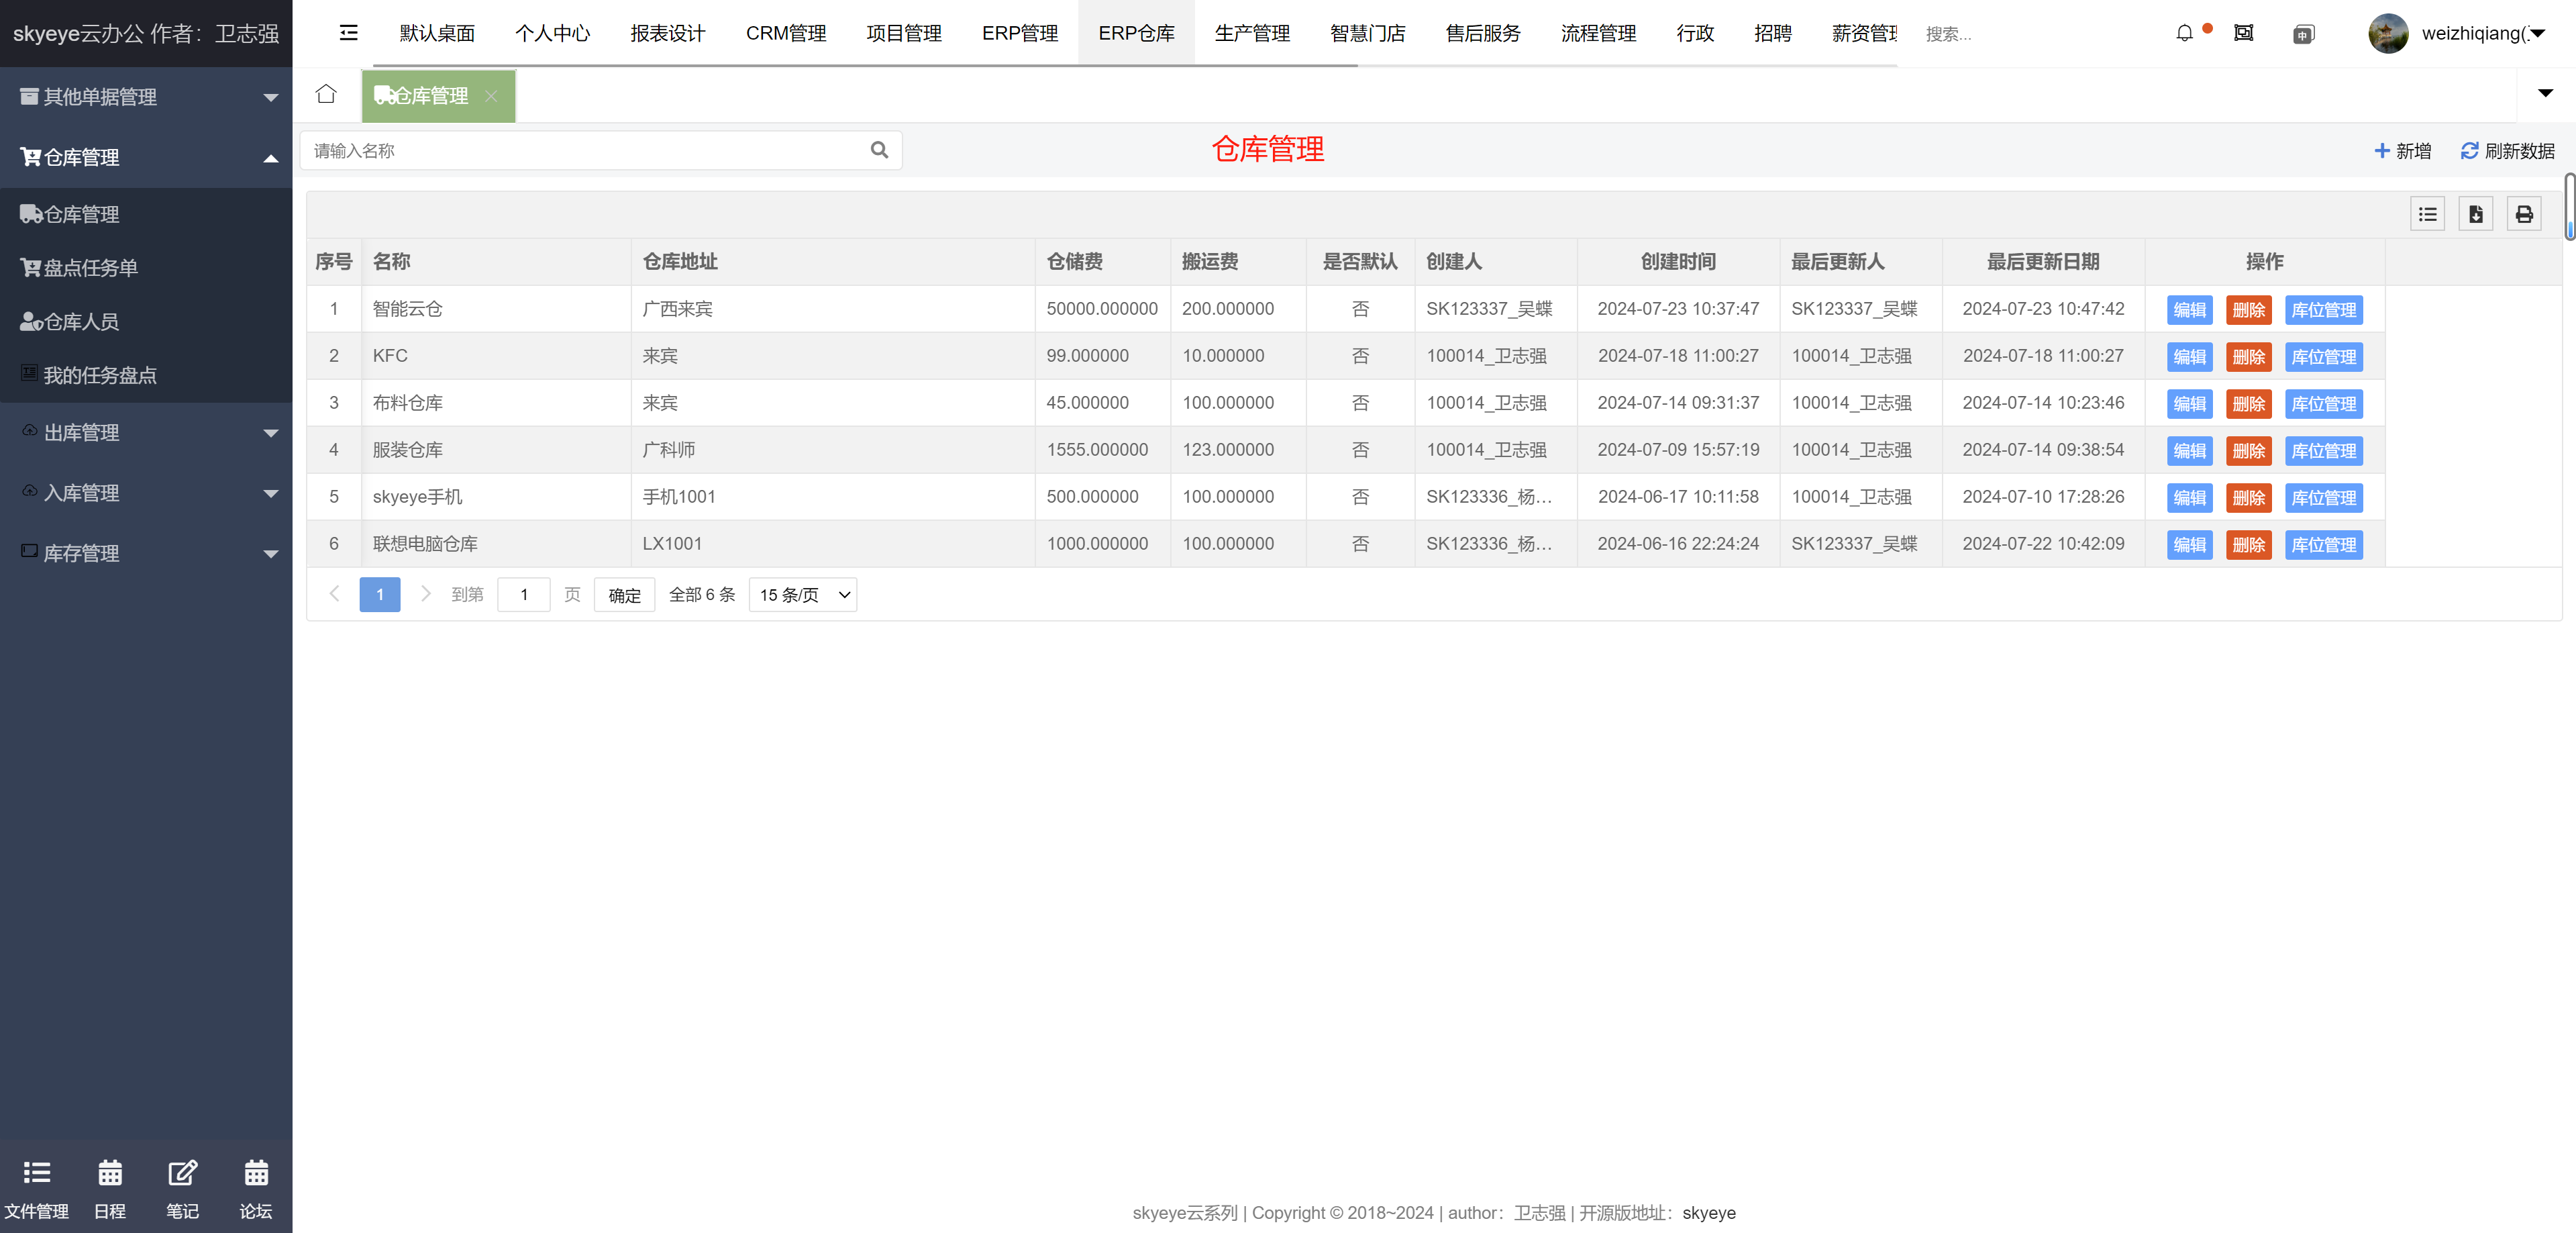 skyeye云办公 作者：卫志强
默认桌面 个人中心 报表设计 CRM管理 项目管理 ERP管理 ERP仓库 生产管理 智慧门店 售后服务 流程管理 行政 招聘 薪资管理 搜索... 中 weizhiqiang(
其他单据管理
仓库管理
仓库管理
盘点任务单
仓库人员
我的任务盘点
出库管理
入库管理
库存管理
文件管理 日程 笔记 论坛
仓库管理
请输入名称 仓库管理 新增 刷新数据
序号 名称 仓库地址 仓储费 搬运费 是否默认 创建人 创建时间 最后更新人 最后更新日期 操作
1 智能云仓 广西来宾 50000.000000 200.000000 否 SK123337_吴蝶 2024-07-23 10:37:47 SK123337_吴蝶 2024-07-23 10:47:42 编辑 删除 库位管理
2 KFC 来宾 99.000000 10.000000 否 100014_卫志强 2024-07-18 11:00:27 100014_卫志强 2024-07-18 11:00:27 编辑 删除 库位管理
3 布料仓库 来宾 45.000000 100.000000 否 100014_卫志强 2024-07-14 09:31:37 100014_卫志强 2024-07-14 10:23:46 编辑 删除 库位管理
4 服装仓库 广科师 1555.000000 123.000000 否 100014_卫志强 2024-07-09 15:57:19 100014_卫志强 2024-07-14 09:38:54 编辑 删除 库位管理
5 skyeye手机 手机1001 500.000000 100.000000 否 SK123336_杨… 2024-06-17 10:11:58 100014_卫志强 2024-07-10 17:28:26 编辑 删除 库位管理
6 联想电脑仓库 LX1001 1000.000000 100.000000 否 SK123336_杨… 2024-06-16 22:24:24 SK123337_吴蝶 2024-07-22 10:42:09 编辑 删除 库位管理
1 到第 1 页 确定 全部 6 条 15 条/页
skyeye云系列 | Copyright © 2018~2024 | author：卫志强 | 开源版地址：skyeye